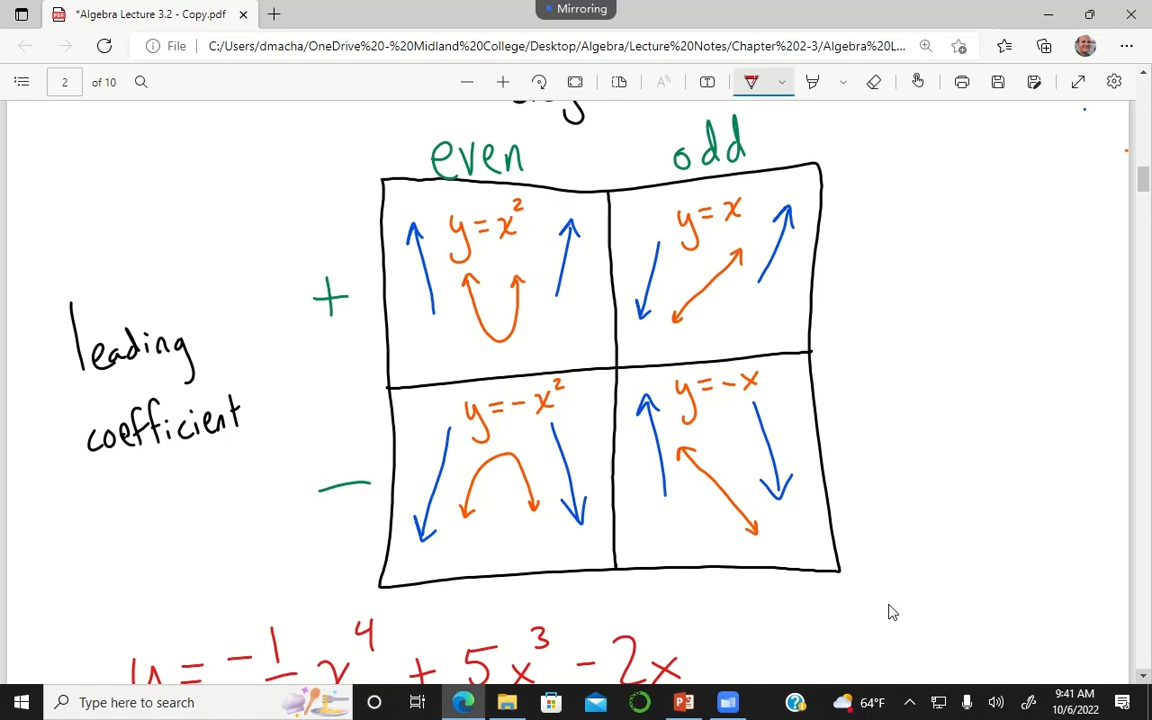 Mirroring
*Algebra Lecture 3.2 - Copy.pdf
File
C:/Users/dmacha/OneDrive%20-%20Midland%20College/Desktop/Algebra/Lecture%20Notes/Chapter%202-3/Algebra%20L...
2 of 10
even odd
y = x²
y = x
+
leading
coefficient
y = -x²
y = -x
−
+ 5x³ - 2x
Type here to search
64°F
9:41 AM
10/6/2022